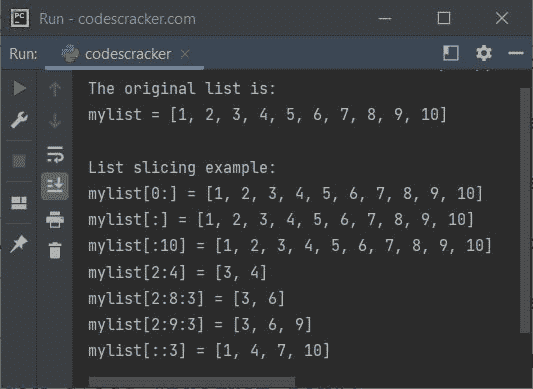 PC
Run - codescracker.com
Run: codescracker
The original list is:
mylist = [1, 2, 3, 4, 5, 6, 7, 8, 9, 10]
List slicing example:
mylist[0:] = [1, 2, 3, 4, 5, 6, 7, 8, 9, 10]
mylist[:] = [1, 2, 3, 4, 5, 6, 7, 8, 9, 10]
mylist[:10] = [1, 2, 3, 4, 5, 6, 7, 8, 9, 10]
mylist[2:4] = [3, 4]
mylist[2:8:3] = [3, 6]
mylist[2:9:3] = [3, 6, 9]
mylist[::3] = [1, 4, 7, 10]